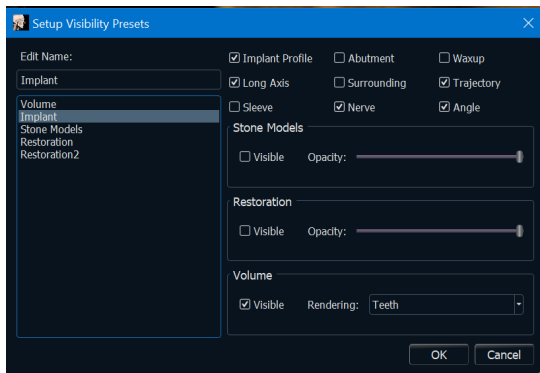 Setup Visibility Presets
Edit Name:
Implant
Volume
Implant
Stone Models
Restoration
Restoration2
Implant Profile Abutment Waxup
Long Axis Surrounding Trajectory
Sleeve Nerve Angle
Stone Models
Visible Opacity:
Restoration
Visible Opacity:
Volume
Visible Rendering: Teeth
OK Cancel